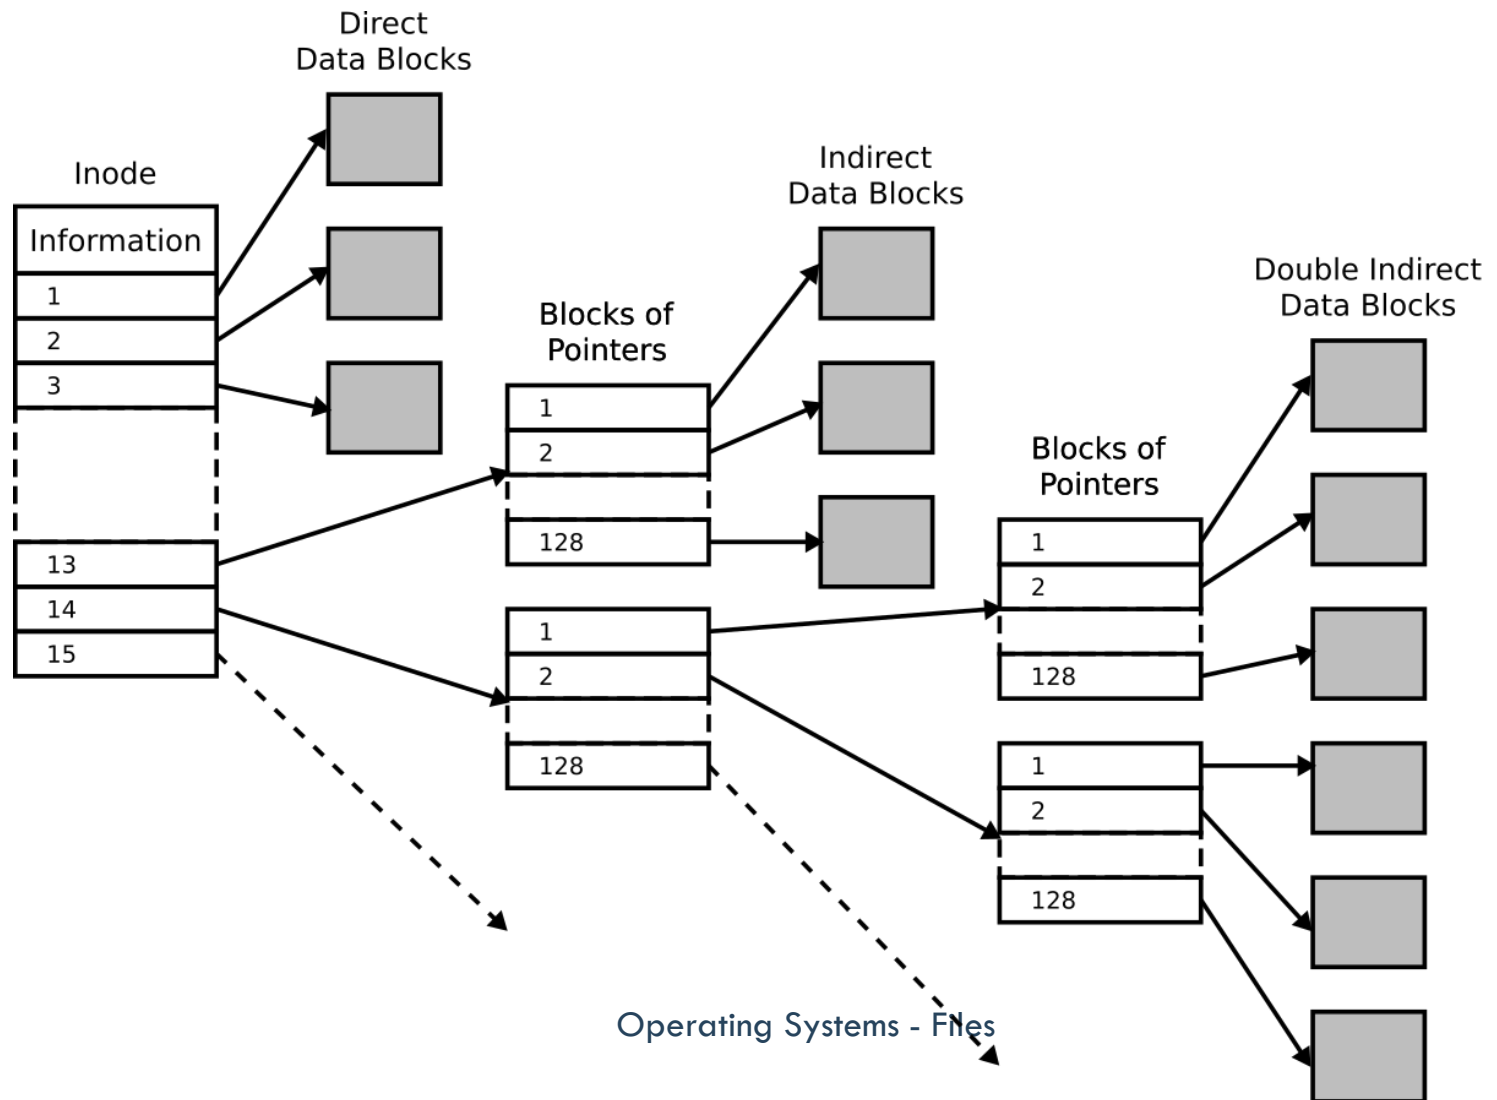 Direct
Data Blocks
Inode
Information
1
2
3
13
14
15
Blocks of
Pointers
1
2
128
1
2
128
Indirect
Data Blocks
Blocks of
Pointers
1
2
128
1
2
128
Double Indirect
Data Blocks
Operating Systems - Files